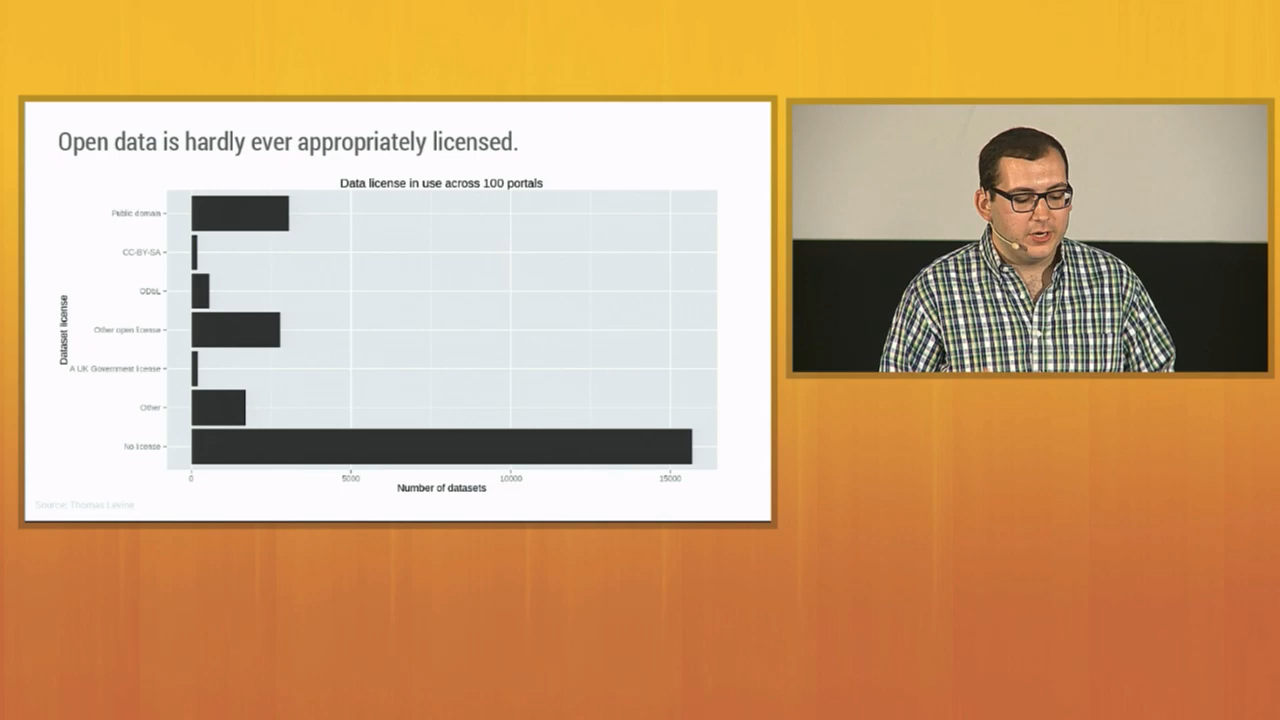 Open data is hardly ever appropriately licensed.
Data license in use across 100 portals
Dataset license
Public domain
CC-BY-SA
ODbL
Other open license
A UK Government license
Other
No license
0
5000
10000
15000
Number of datasets
Source: Thomas Levine